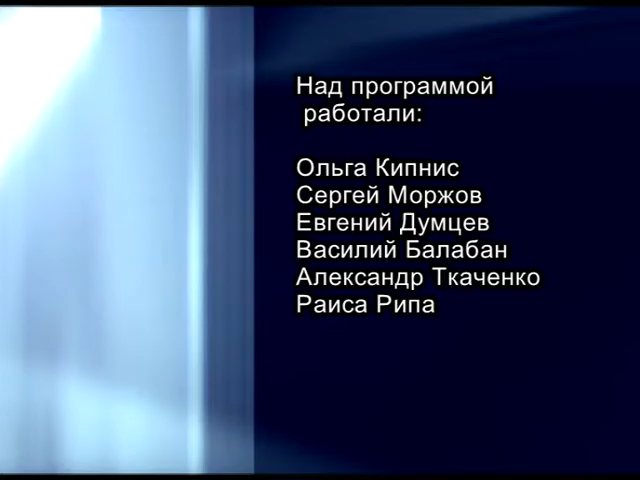 Над программой
работали:
Ольга Кипнис
Сергей Моржов
Евгений Думцев
Василий Балабан
Александр Ткаченко
Раиса Рипа